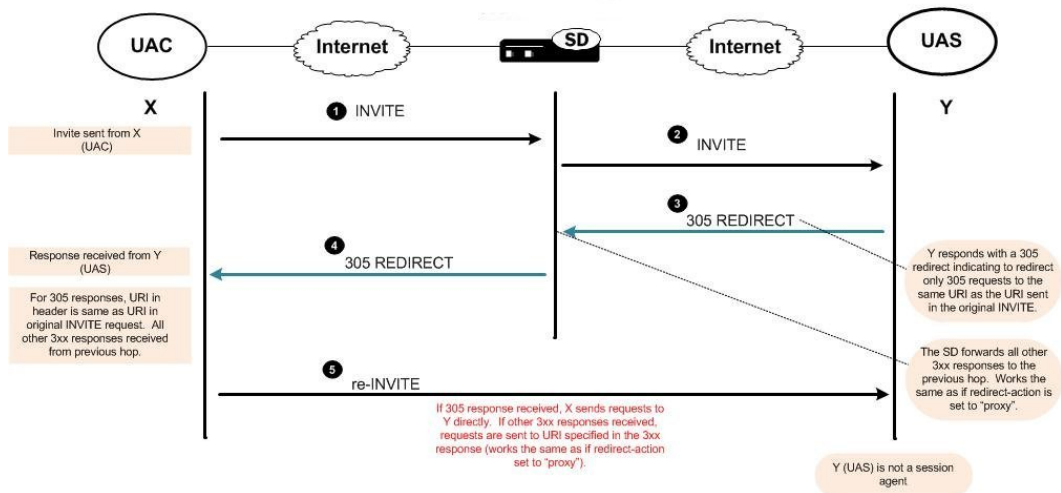 UAC
Internet
SD
Internet
UAS
X
Y
1 INVITE
Invite sent from X
(UAC)
2 INVITE
3 305 REDIRECT
4 305 REDIRECT
Response received from Y
(UAS)
Y responds with a 305
redirect indicating to redirect
only 305 requests to the
same URI as the URI sent
in the original INVITE.
For 305 responses, URI in
header is same as URI in
original INVITE request. All
other 3xx responses received
from previous hop.
The SD forwards all other
3xx responses to the
previous hop. Works the
same as if redirect-action is
set to “proxy”.
5 re-INVITE
If 305 response received, X sends requests to
Y directly. If other 3xx responses received,
requests are sent to URI specified in the 3xx
response (works the same as if redirect-action
set to “proxy”).
Y (UAS) is not a session
agent